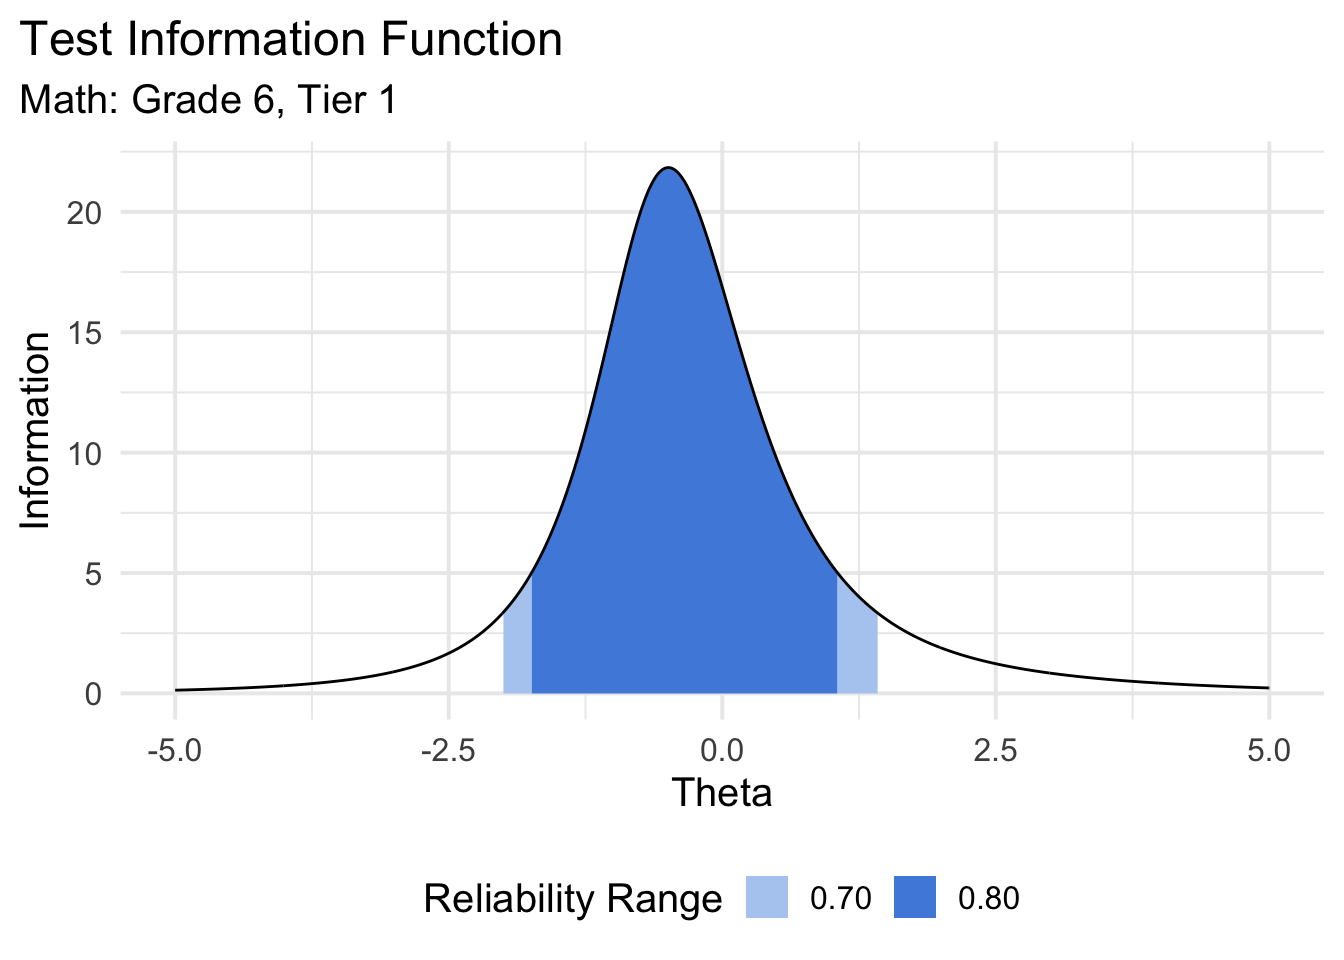 Test Information Function
Math: Grade 6, Tier 1
Information
20
15
10
5
0
-5.0 -2.5 0.0 2.5 5.0
Theta
Reliability Range 0.70 0.80